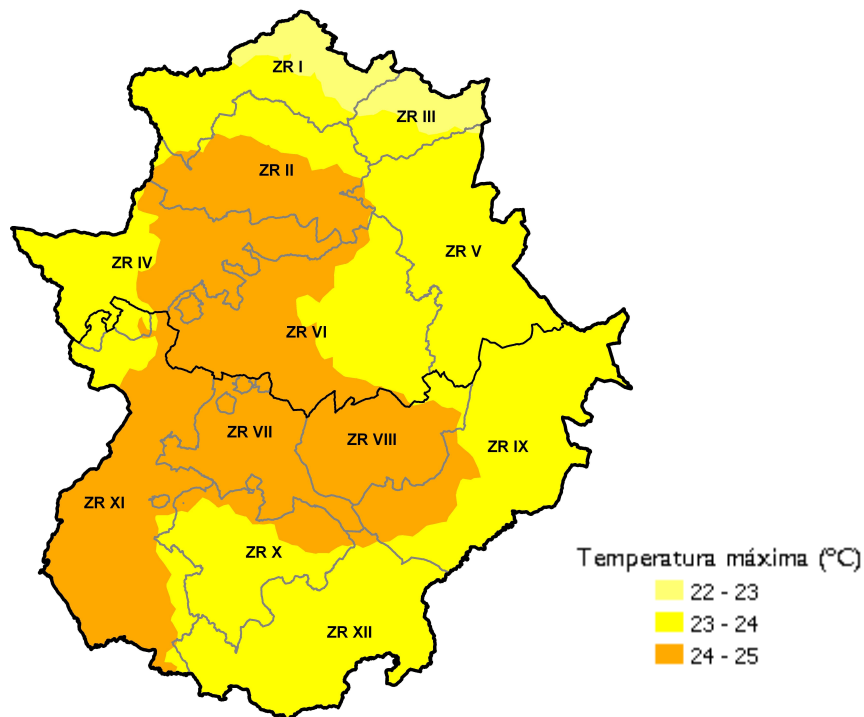 ZR I
ZR III
ZR II
ZR IV
ZR V
ZR VI
ZR VII
ZR VIII
ZR IX
ZR XI
ZR X
ZR XII
Temperatura máxima (ºC)
22 - 23
23 - 24
24 - 25